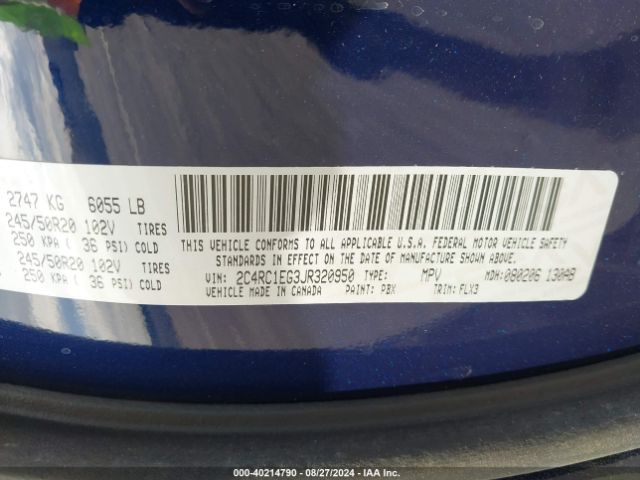 2747 KG 6055 LB
245/50R20 102V TIRES
250 KPA ( 36 PSI) COLD
245/50R20 102V TIRES
250 KPA ( 36 PSI) COLD
THIS VEHICLE CONFORMS TO ALL APPLICABLE U.S.A. FEDERAL MOTOR VEHICLE SAFETY
STANDARDS IN EFFECT ON THE DATE OF MANUFACTURE SHOWN ABOVE.
VIN: 2C4RC1EG3JR320950 TYPE: MPV MDH:080206 130AB
VEHICLE MADE IN CANADA PAINT: PBX TRIM: FLX3
000-40214790 - 08/27/2024 - IAA Inc.